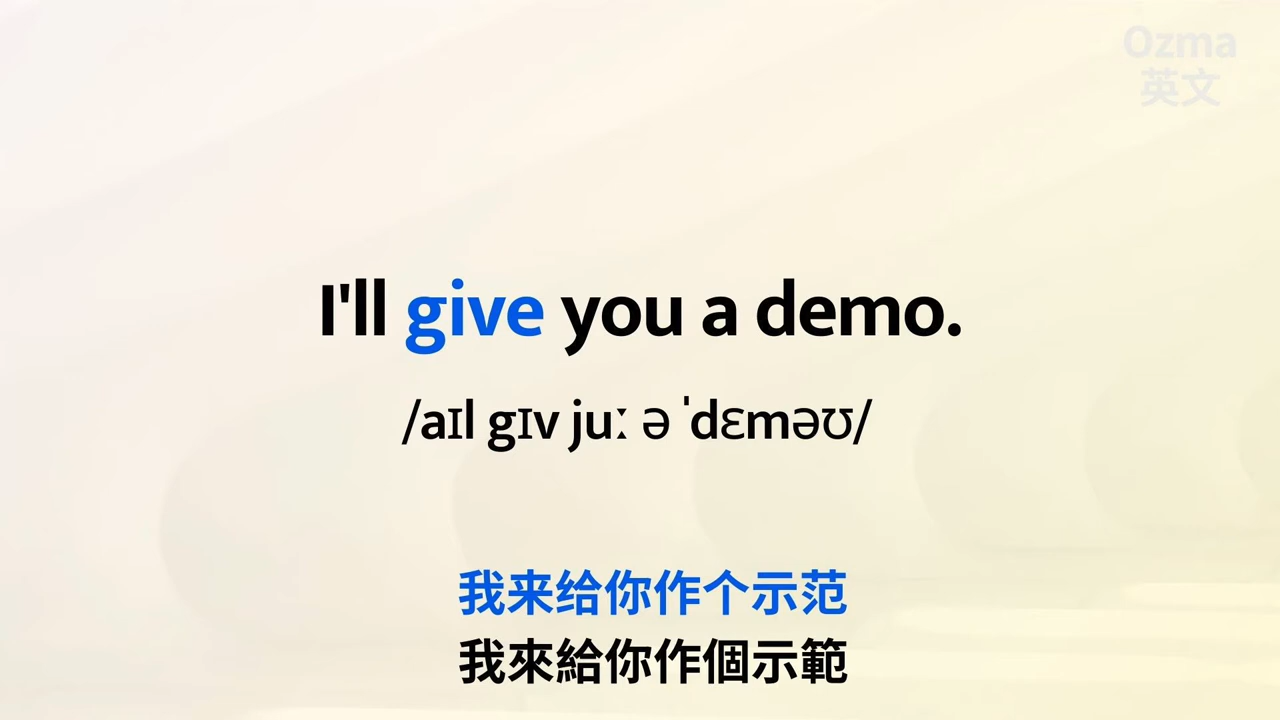 Ozma
英文
I'll give you a demo.
/aɪl gɪv juː ə ˈdɛməʊ/
我来给你作个示范
我來給你作個示範